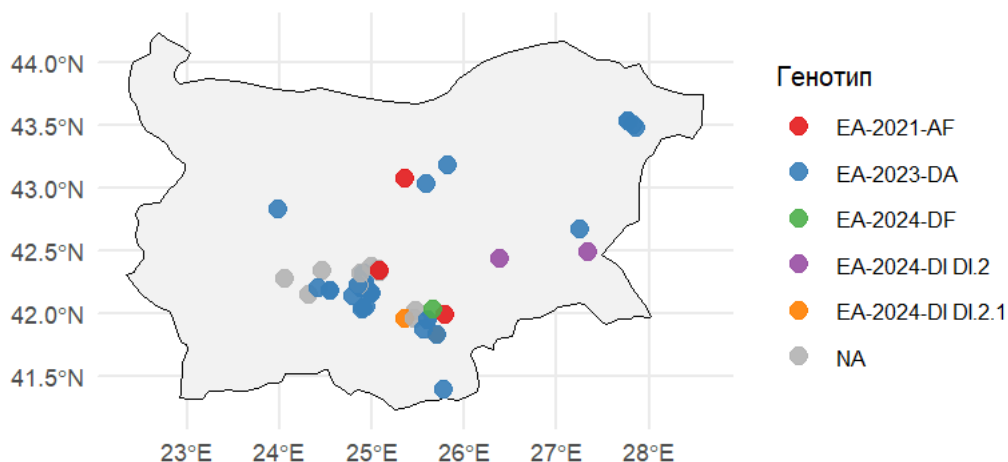 44.0°N
43.5°N
43.0°N
42.5°N
42.0°N
41.5°N
23°E 24°E 25°E 26°E 27°E 28°E
Генотип
EA-2021-AF
EA-2023-DA
EA-2024-DF
EA-2024-DI DI.2
EA-2024-DI DI.2.1
NA